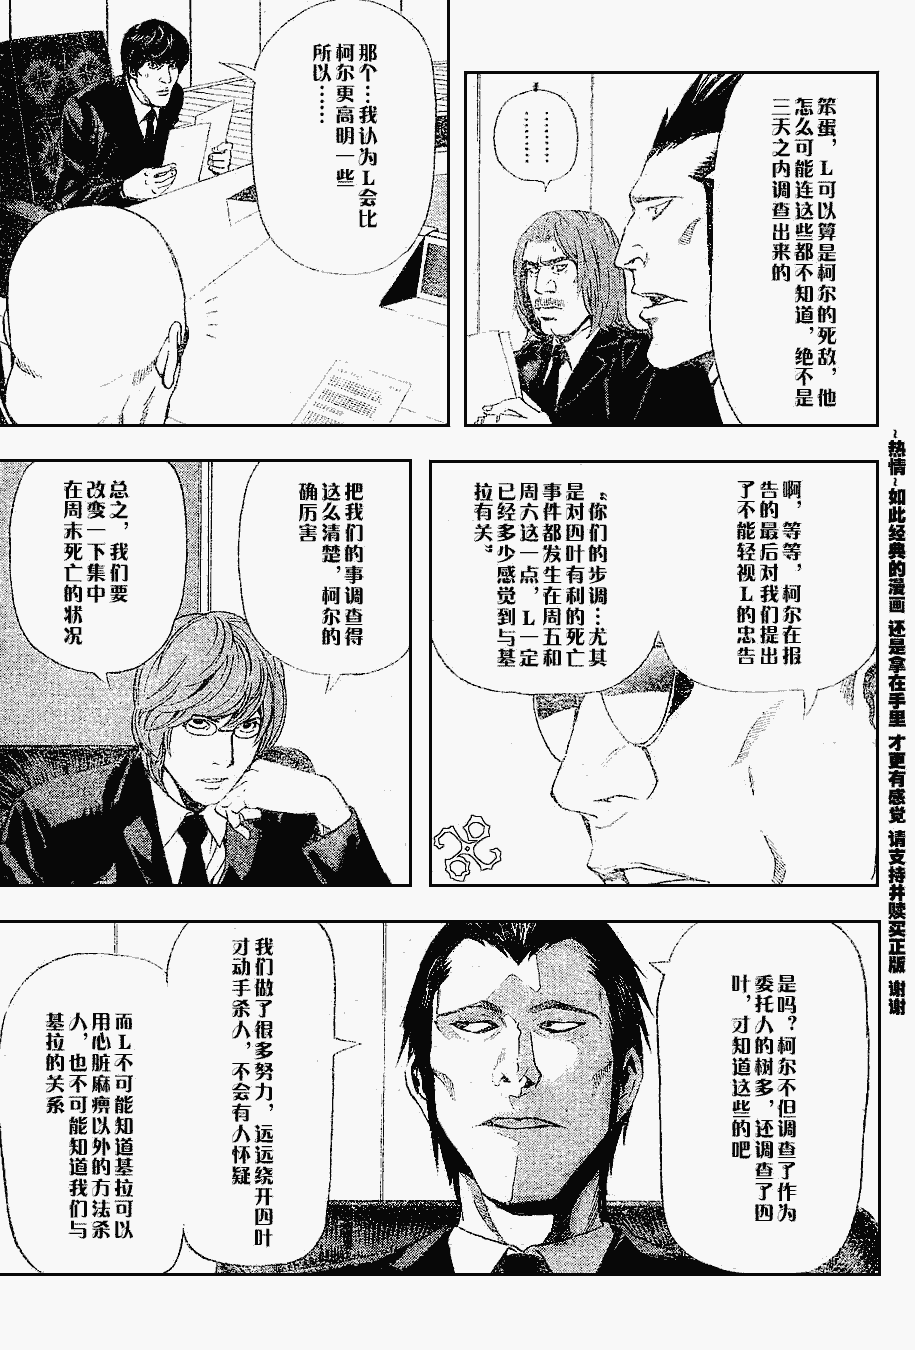 笨蛋，L可以算是柯尔的死敌，他
怎么可能连这些都不知道，绝不是
三天之内调查出来的
…………
那个…我认为L会比
柯尔更高明一些
所以……
啊，等等，柯尔在报
告的最后对我们提出
了不能轻视L的忠告
“你们的步调…尤其
是对四叶有利的死亡
事件都发生在周五和
周六这一点，L一定
已经多少感觉到与基
拉有关”
把我们的事调查得
这么清楚，柯尔的
确厉害
总之，我们要
改变一下集中
在周末死亡的状况
是吗？柯尔不但调查了作为
委托人的树多，还调查了四
叶，才知道这些的吧
我们做了很多努力，远远绕开四叶
才动手杀人，不会有人怀疑
而L不可能知道基拉可以
用心脏麻痹以外的方法杀
人，也不可能知道我们与
基拉的关系
~热情~如此经典的漫画 还是拿在手里 才更有感觉 请支持并赎买正版 谢谢